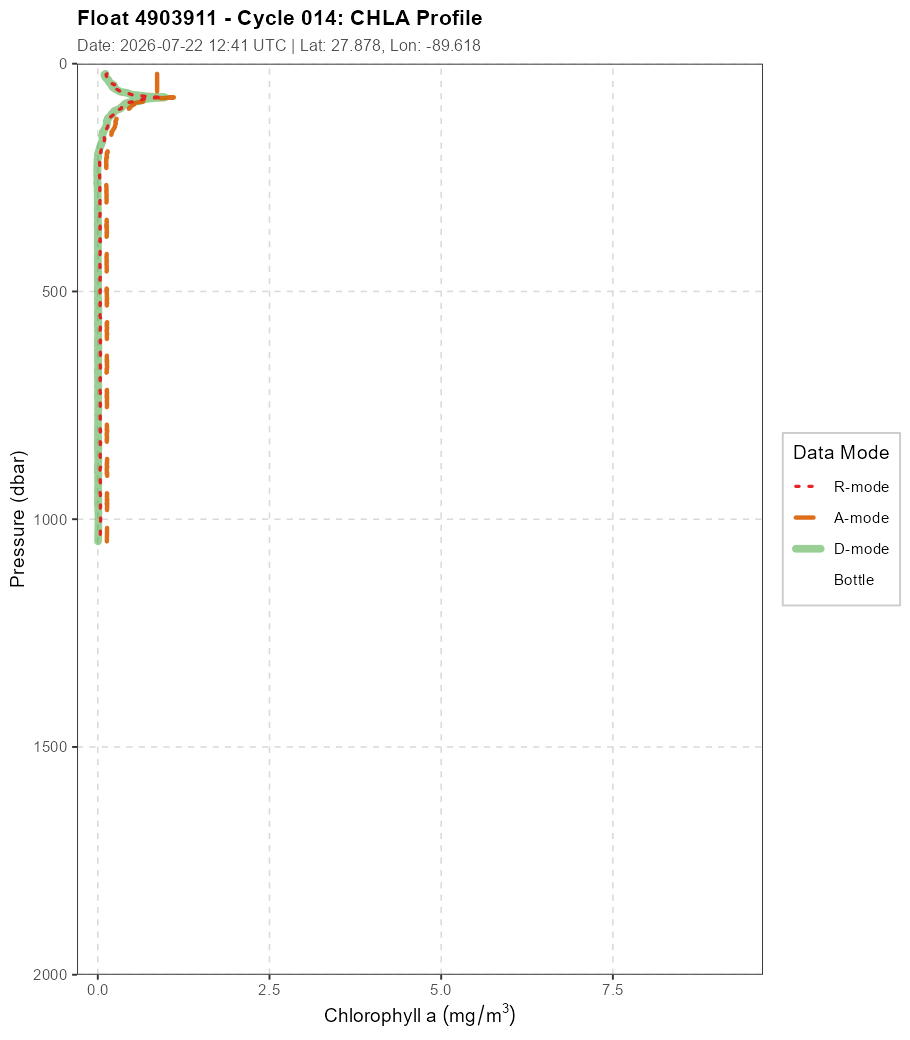 Float 4903911 - Cycle 014: CHLA Profile
Date: 2026-07-22 12:41 UTC | Lat: 27.878, Lon: -89.618
0
500
1000
1500
2000
Pressure (dbar)
0.0
2.5
5.0
7.5
Chlorophyll a (mg/m³)
Data Mode
R-mode
A-mode
D-mode
Bottle